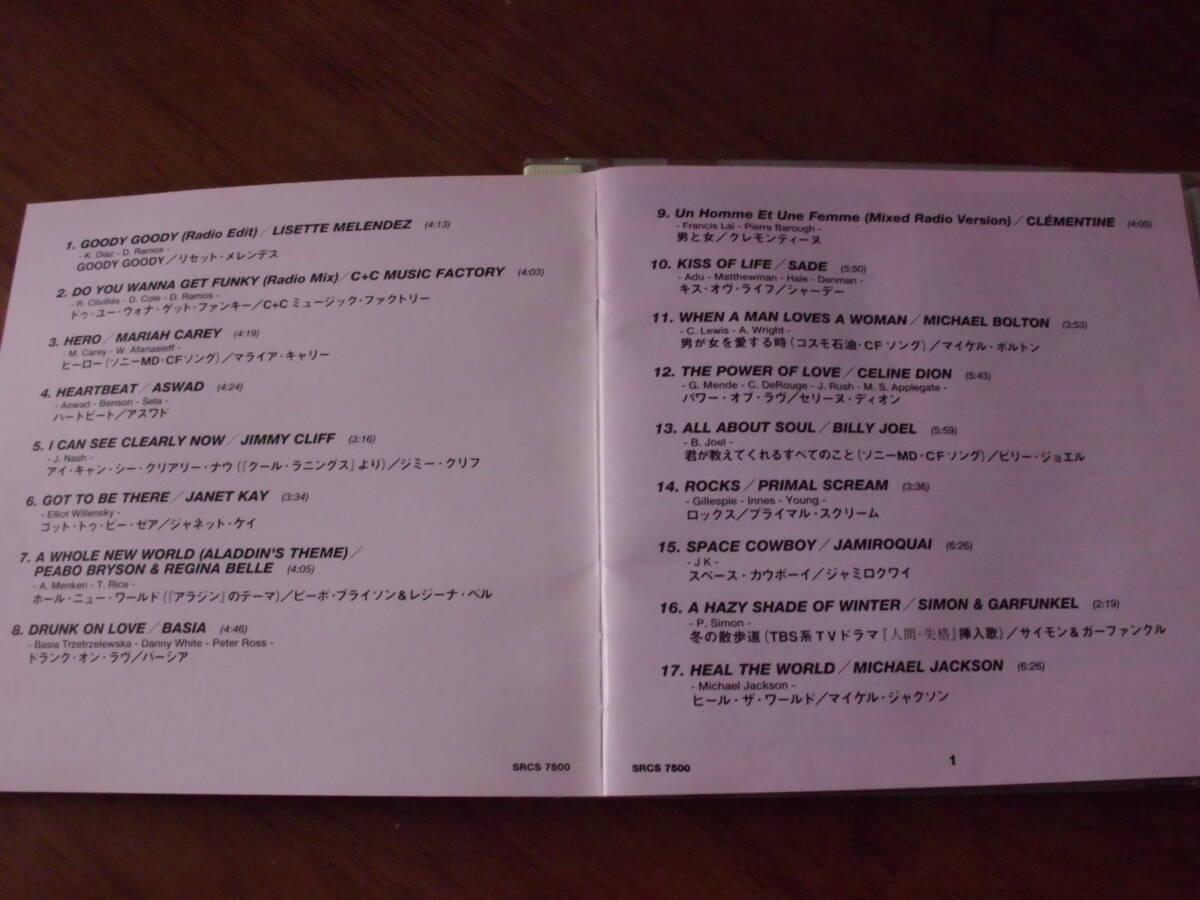 1. GOODY GOODY (Radio Edit)／LISETTE MELENDEZ (4:13)
- K. Diaz - D. Ramos -
GOODY GOODY／リセット・メレンデス
2. DO YOU WANNA GET FUNKY (Radio Mix)／C+C MUSIC FACTORY (4:03)
- R. Clivillés - D. Cole - D. Ramos -
ドゥ・ユー・ウォナ・ゲット・ファンキー／C+Cミュージック・ファクトリー
3. HERO／MARIAH CAREY (4:19)
- M. Carey - W. Afanasieff -
ヒーロー(ソニーMD・CFソング)／マライア・キャリー
4. HEARTBEAT／ASWAD (4:24)
- Aswad - Benson - Sela -
ハートビート／アスワド
5. I CAN SEE CLEARLY NOW／JIMMY CLIFF (3:16)
- J. Nash -
アイ・キャン・シー・クリアリー・ナウ(『クール・ラニングス』より)／ジミー・クリフ
6. GOT TO BE THERE／JANET KAY (3:34)
- Elliot Willensky -
ゴット・トゥ・ビー・ゼア／ジャネット・ケイ
7. A WHOLE NEW WORLD (ALADDIN'S THEME)／
PEABO BRYSON & REGINA BELLE (4:05)
- A. Menken - T. Rice -
ホール・ニュー・ワールド(『アラジン』のテーマ)／ピーボ・ブライソン&レジーナ・ベル
8. DRUNK ON LOVE／BASIA (4:46)
- Basia Trzetrzelewska - Danny White - Peter Ross -
ドランク・オン・ラヴ／バーシア
SRCS 7500
9. Un Homme Et Une Femme (Mixed Radio Version)／CLÉMENTINE (4:00)
- Francis Lai - Pierre Barough -
男と女／クレモンティーヌ
10. KISS OF LIFE／SADE (5:50)
- Adu - Matthewman - Hale - Denman -
キス・オヴ・ライフ／シャーデー
11. WHEN A MAN LOVES A WOMAN／MICHAEL BOLTON (3:53)
- C. Lewis - A. Wright -
男が女を愛する時(コスモ石油・CFソング)／マイケル・ボルトン
12. THE POWER OF LOVE／CELINE DION (5:43)
- G. Mende - C. DeRouge - J. Rush - M. S. Applegate -
パワー・オブ・ラヴ／セリーヌ・ディオン
13. ALL ABOUT SOUL／BILLY JOEL (5:59)
- B. Joel -
君が教えてくれるすべてのこと(ソニーMD・CFソング)／ビリー・ジョエル
14. ROCKS／PRIMAL SCREAM (3:36)
- Gillespie - Innes - Young -
ロックス／プライマル・スクリーム
15. SPACE COWBOY／JAMIROQUAI (6:26)
- J K -
スペース・カウボーイ／ジャミロクワイ
16. A HAZY SHADE OF WINTER／SIMON & GARFUNKEL (2:19)
- P. Simon -
冬の散歩道(TBS系TVドラマ『人間・失格』挿入歌)／サイモン&ガーファンクル
17. HEAL THE WORLD／MICHAEL JACKSON (6:26)
- Michael Jackson -
ヒール・ザ・ワールド／マイケル・ジャクソン
SRCS 7500
1